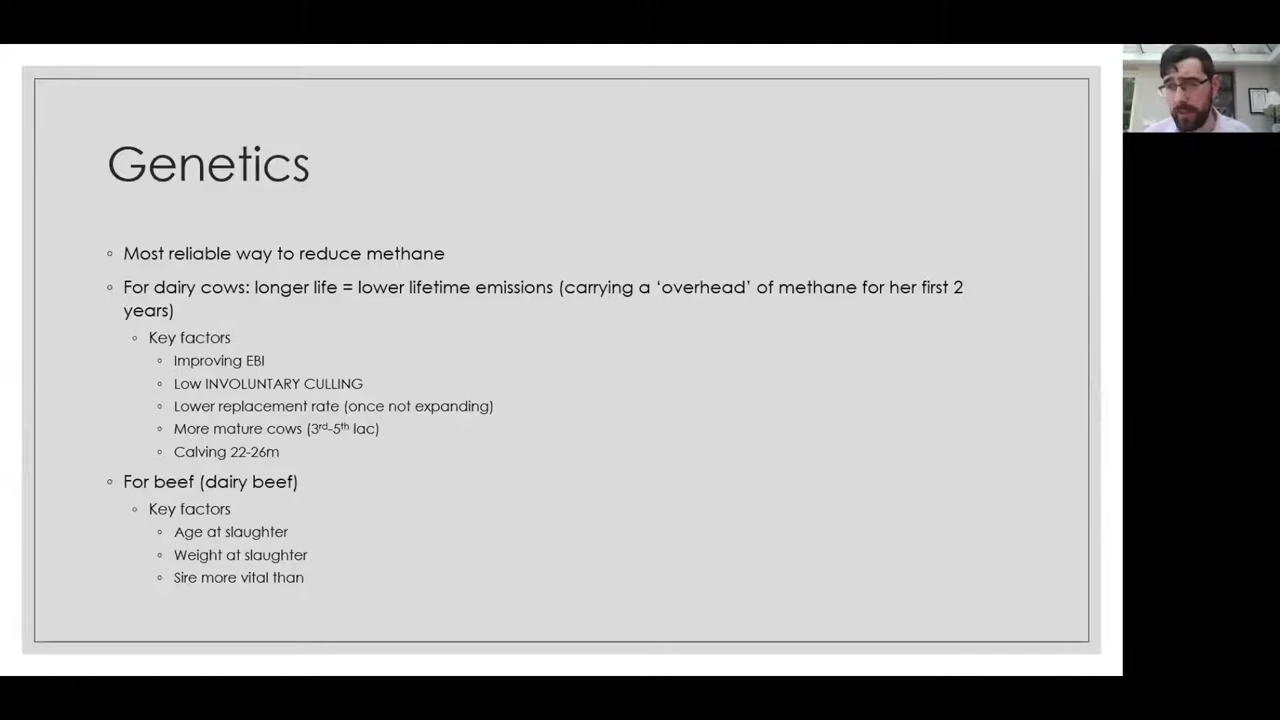 Genetics
◦ Most reliable way to reduce methane
◦ For dairy cows: longer life = lower lifetime emissions (carrying a ‘overhead’ of methane for her first 2
years)
◦ Key factors
◦ Improving EBI
◦ Low INVOLUNTARY CULLING
◦ Lower replacement rate (once not expanding)
◦ More mature cows (3rd-5th lac)
◦ Calving 22-26m
◦ For beef (dairy beef)
◦ Key factors
◦ Age at slaughter
◦ Weight at slaughter
◦ Sire more vital than